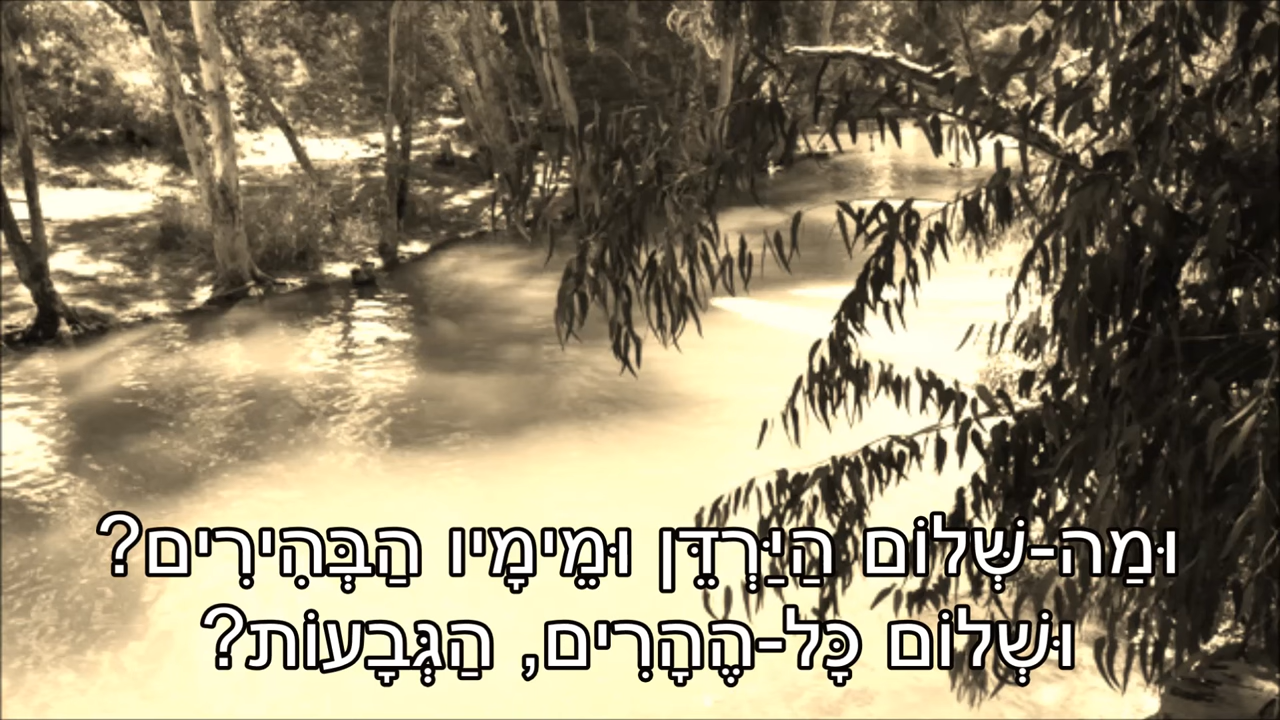 וּמַה-שְּׁלוֹם הַיַּרְדֵּן וּמֵימָיו הַבְּהִירִים?
וּשְׁלוֹם כָּל-הֶהָרִים, הַגְּבָעוֹת?